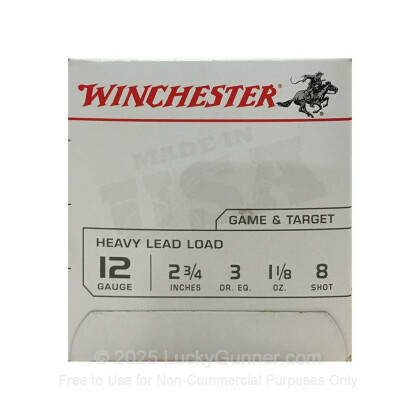 WINCHESTER
MADE IN
USA
GAME & TARGET
HEAVY LEAD LOAD
12 2 3/4 3 1 1/8 8
GAUGE INCHES DR. EQ. OZ. SHOT
© 2025 LuckyGunner.com
Free to Use for Non-Commercial Purposes Only